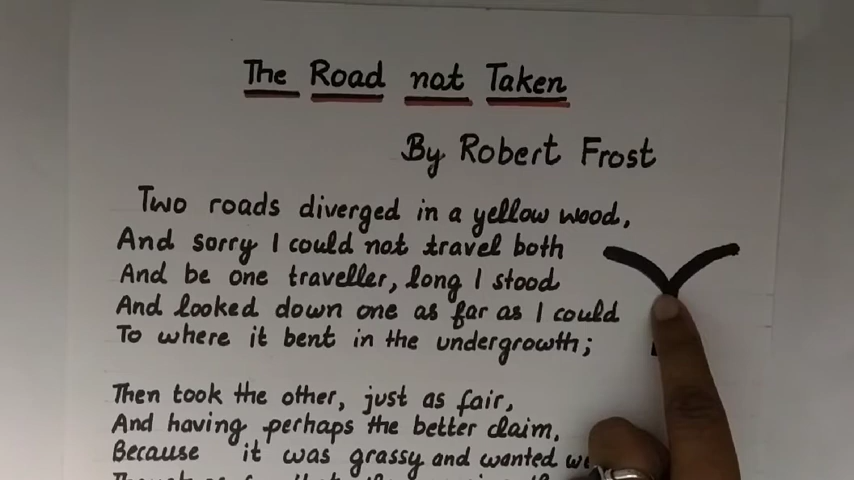 The Road not Taken
By Robert Frost
Two roads diverged in a yellow wood,
And sorry I could not travel both
And be one traveller, long I stood
And looked down one as far as I could
To where it bent in the undergrowth;
Then took the other, just as fair,
And having perhaps the better claim,
Because it was grassy and wanted